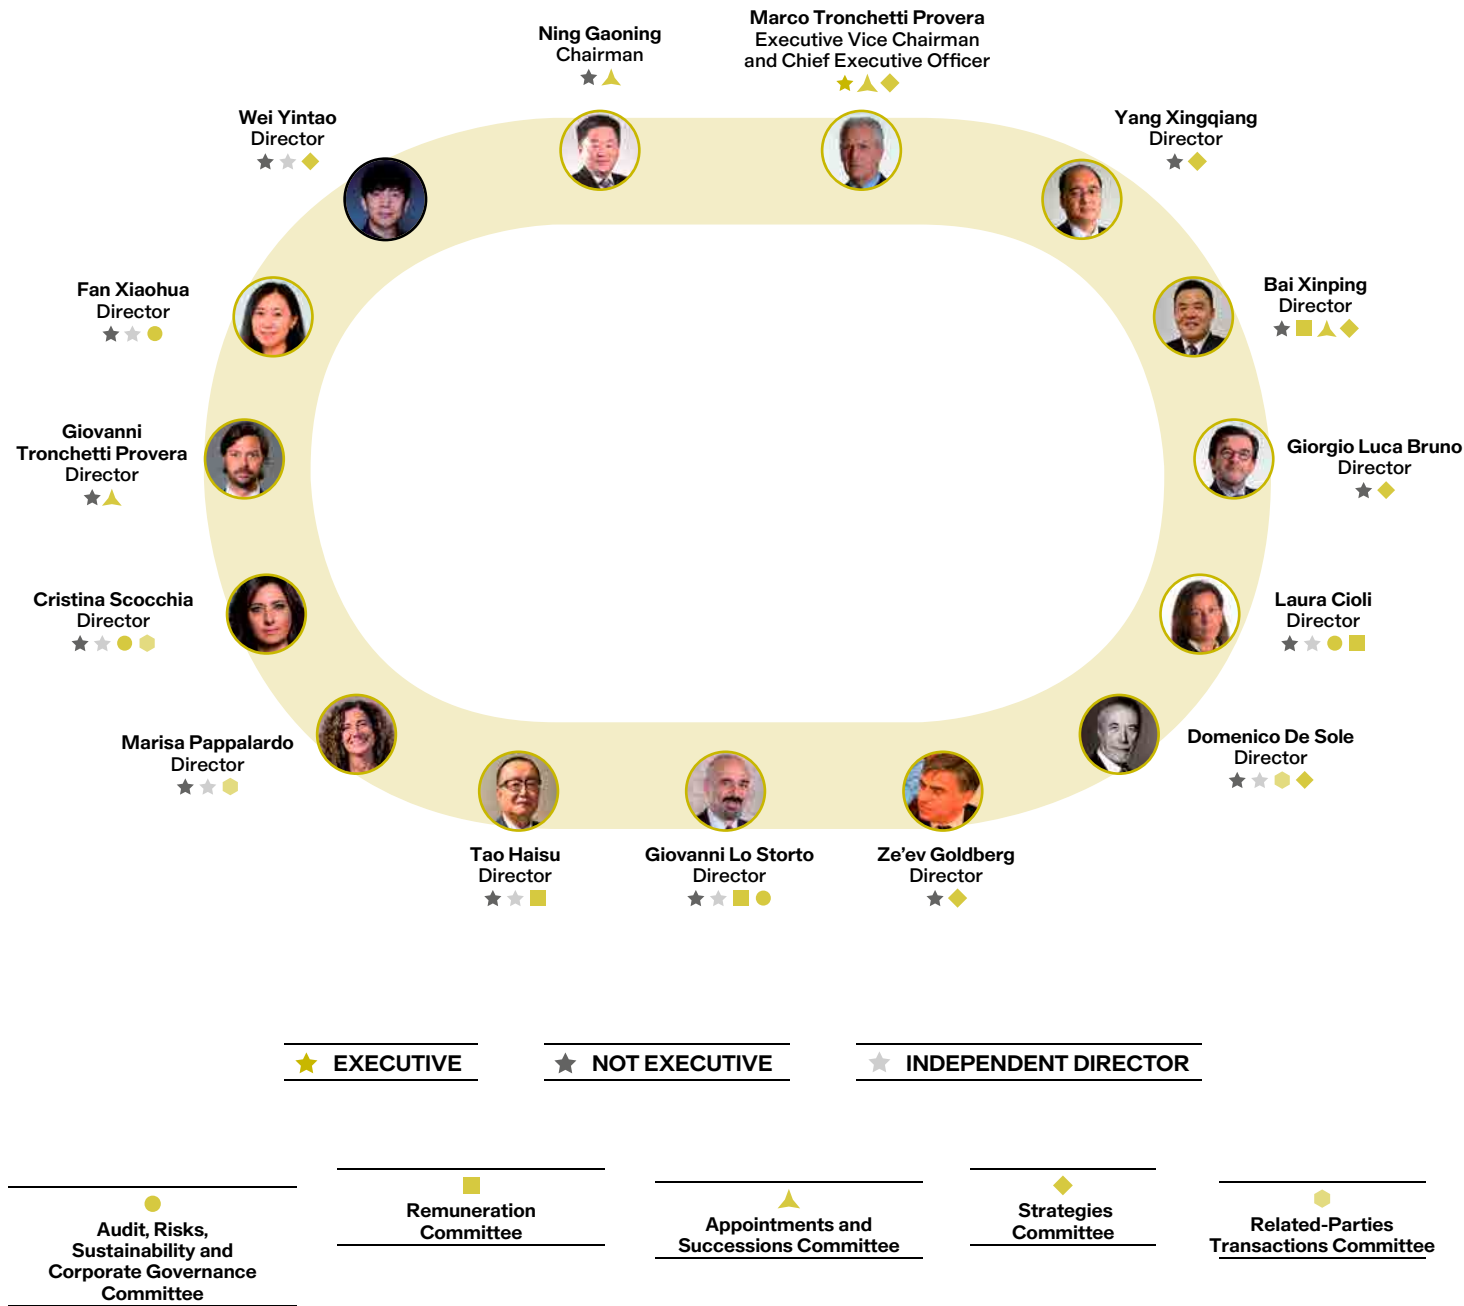 Ning Gaoning
Chairman
Marco Tronchetti Provera
Executive Vice Chairman
and Chief Executive Officer
Wei Yintao
Director
Yang Xingqiang
Director
Fan Xiaohua
Director
Bai Xinping
Director
Giovanni
Tronchetti Provera
Director
Giorgio Luca Bruno
Director
Cristina Scocchia
Director
Laura Cioli
Director
Marisa Pappalardo
Director
Domenico De Sole
Director
Tao Haisu
Director
Giovanni Lo Storto
Director
Ze’ev Goldberg
Director
EXECUTIVE
NOT EXECUTIVE
INDEPENDENT DIRECTOR
Audit, Risks,
Sustainability and
Corporate Governance
Committee
Remuneration
Committee
Appointments and
Successions Committee
Strategies
Committee
Related-Parties
Transactions Committee